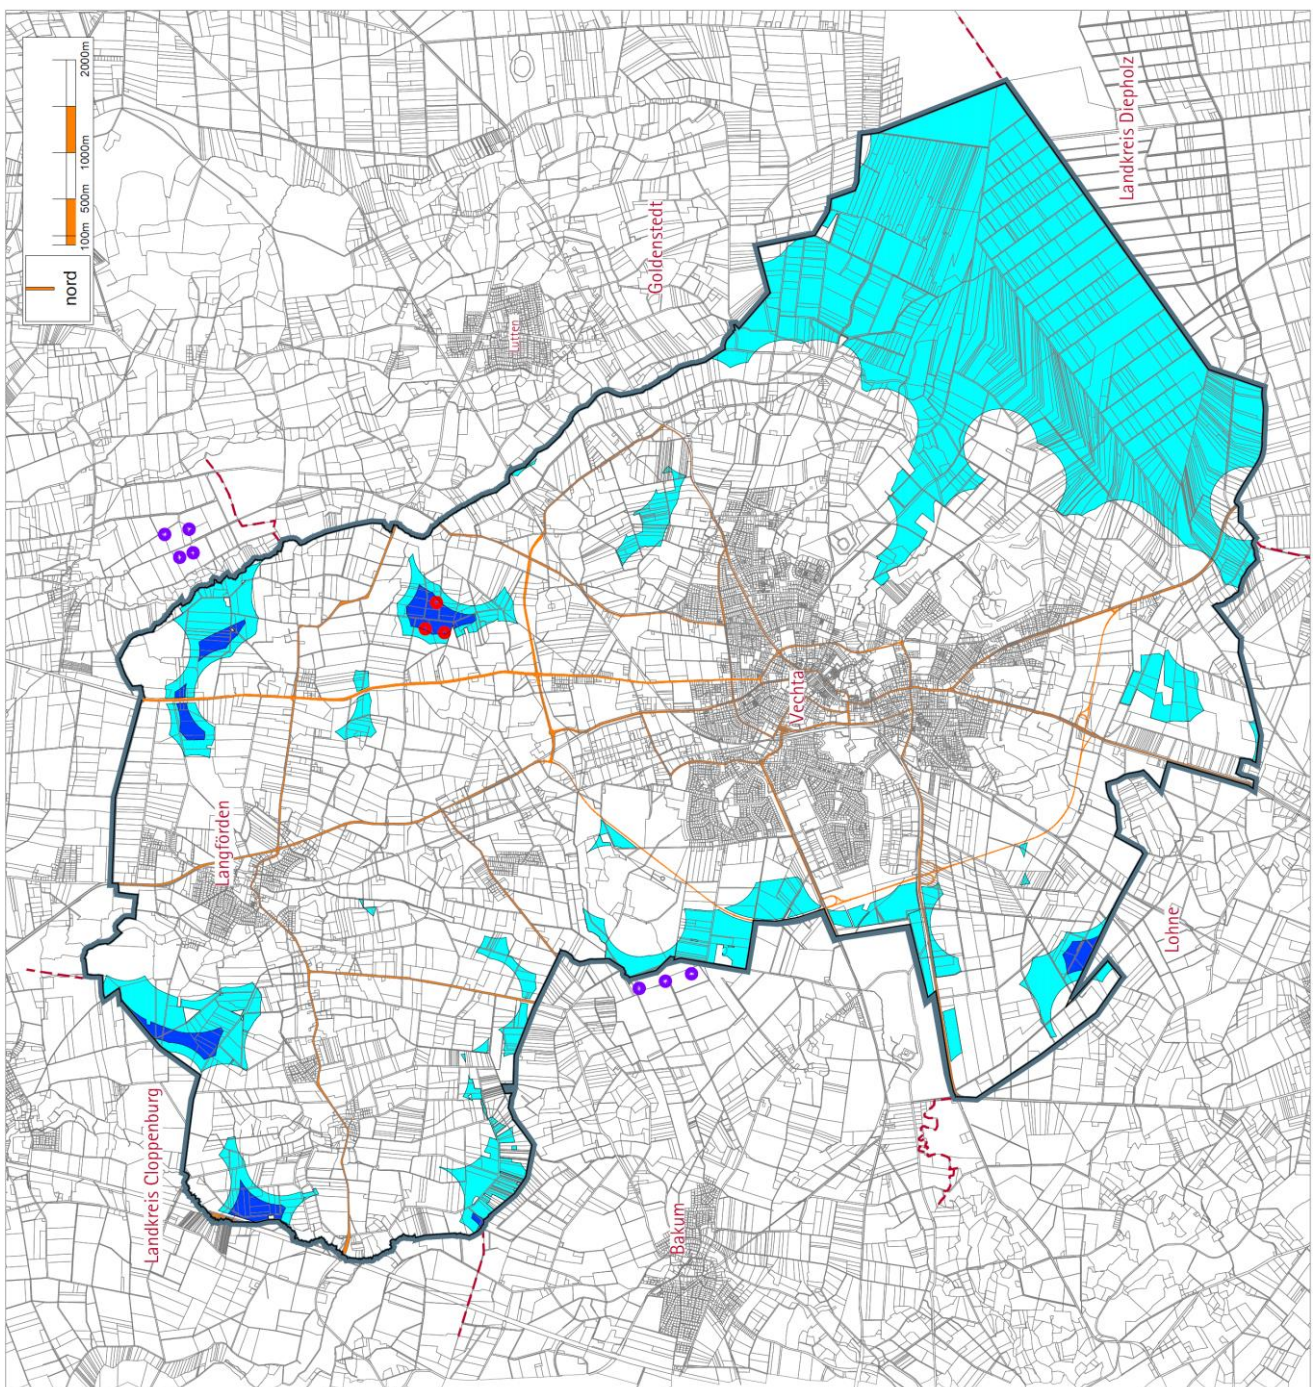 nord
100m 500m 1000m 2000m
Landkreis Diepholz
Goldenstedt
Lutten
Langförden
Vechta
Landkreis Cloppenburg
Lohne
Bakum